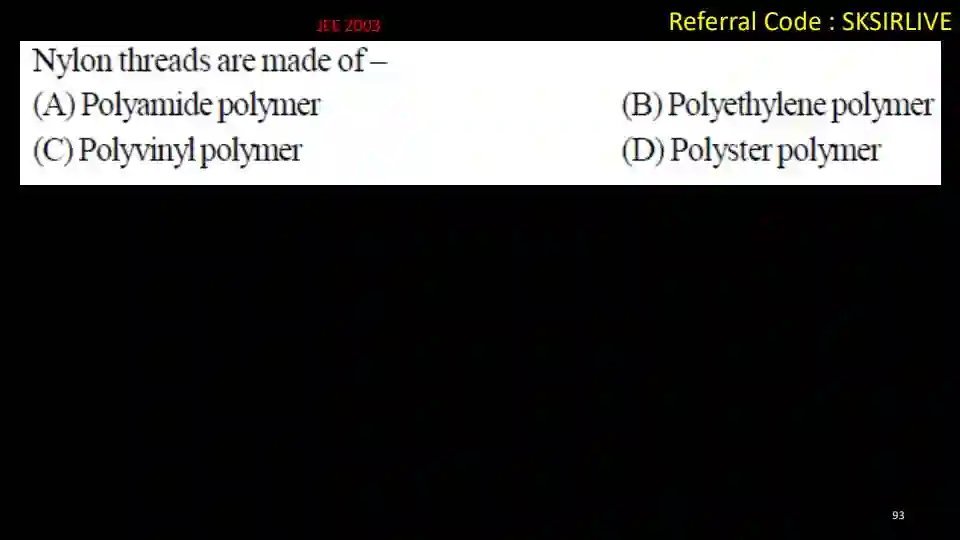 JEE 2003
Referral Code : SKSIRLIVE
Nylon threads are made of –
(A) Polyamide polymer (B) Polyethylene polymer
(C) Polyvinyl polymer (D) Polyster polymer
93